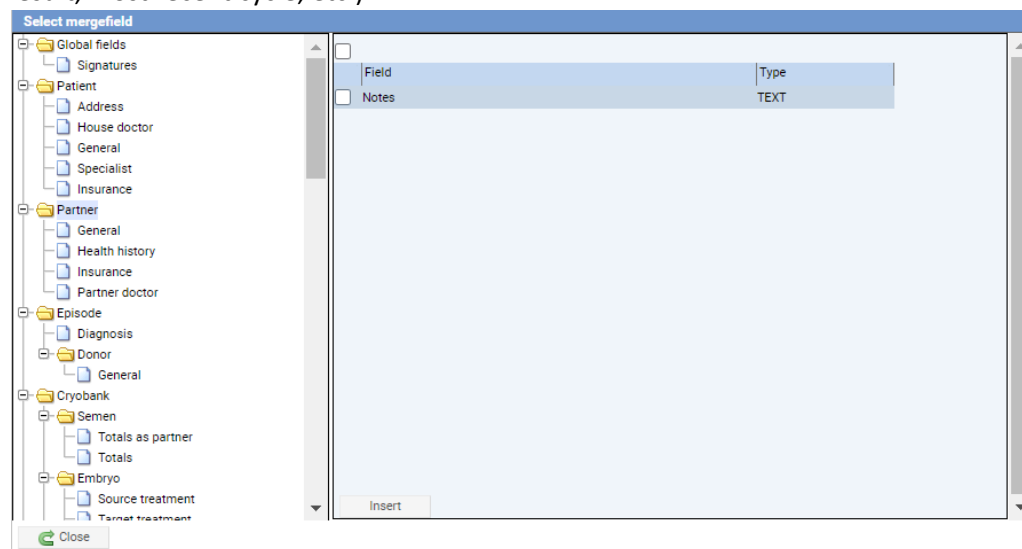 Select mergefield
Global fields
Signatures
Patient
Address
House doctor
General
Specialist
Insurance
Partner
General
Health history
Insurance
Partner doctor
Episode
Diagnosis
Donor
General
Cryobank
Semen
Totals as partner
Totals
Embryo
Source treatment
Target treatment
Field Type
Notes TEXT
Insert
Close